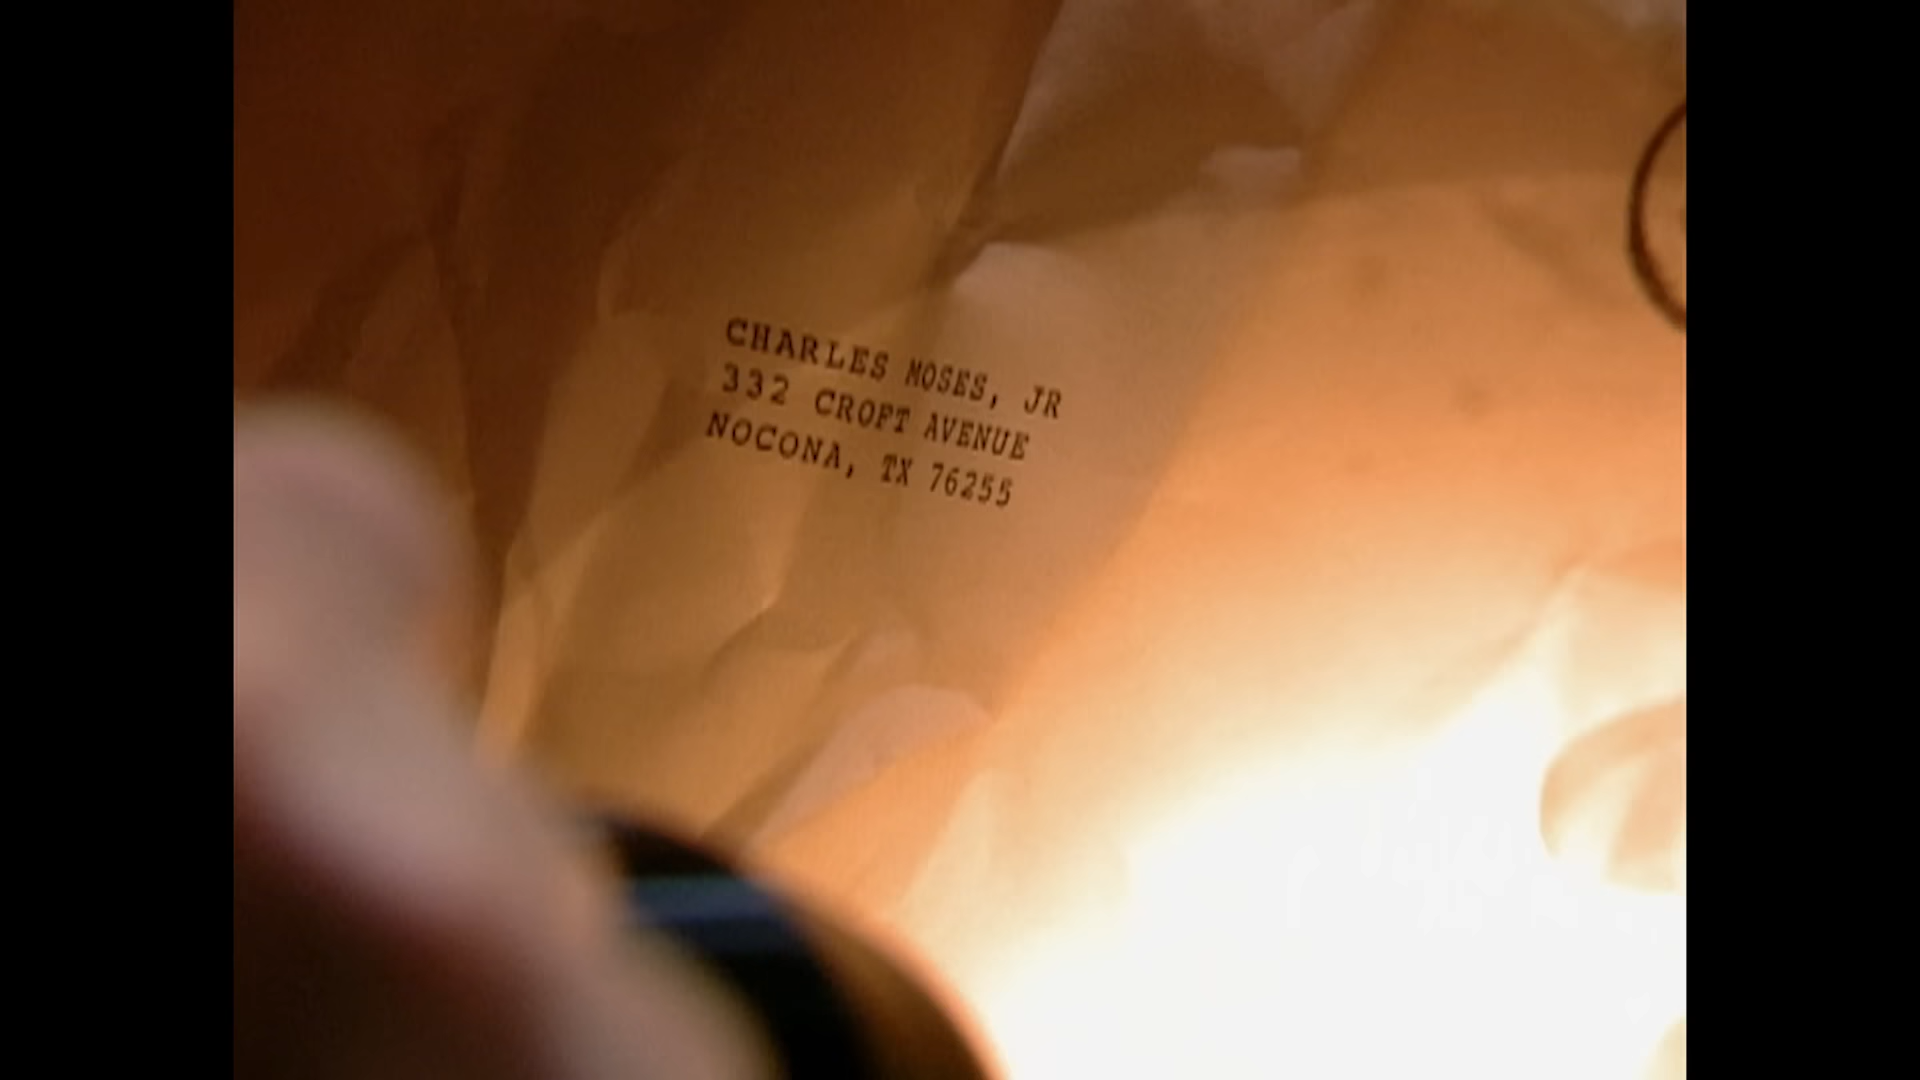 CHARLES MOSES, JR
332 CROFT AVENUE
NOCONA, TX 76255